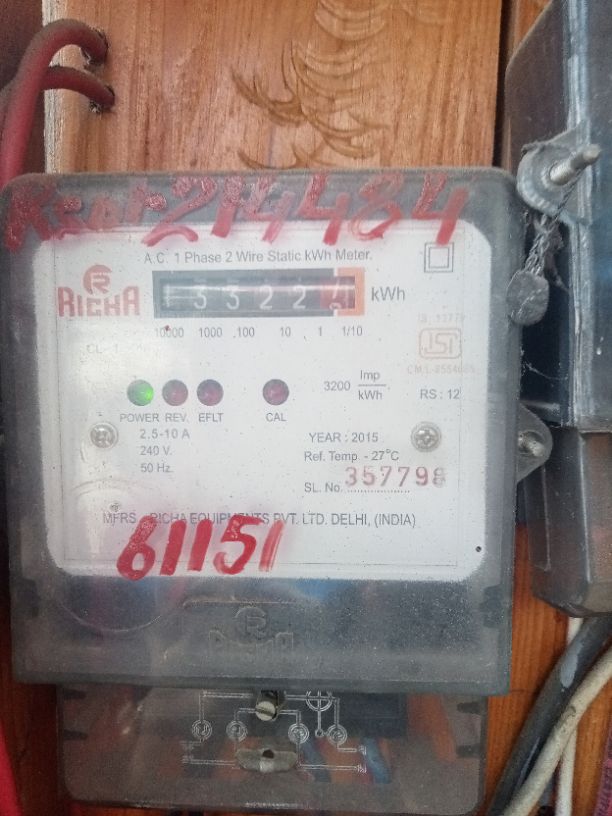 214484
A.C. 1 Phase 2 Wire Static kWh Meter.
RICHA
13322
kWh
10000 1000 100 10 1 1/10
3200 Imp/kWh
RS : 12
POWER REV. EFLT CAL
2.5-10 A
240 V.
50 Hz.
YEAR : 2015
Ref. Temp - 27°C
SL. No. 357798
MFRS. RICHA EQUIPMENTS PVT. LTD. DELHI, (INDIA)
61151
RICHA